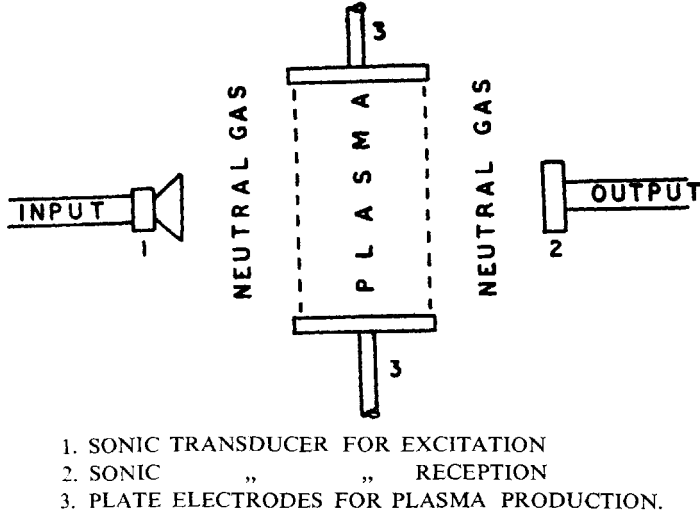 3
NEUTRAL GAS
PLASMA
NEUTRAL GAS
INPUT
OUTPUT
1
2
3
1. SONIC TRANSDUCER FOR EXCITATION
2. SONIC „ „ RECEPTION
3. PLATE ELECTRODES FOR PLASMA PRODUCTION.